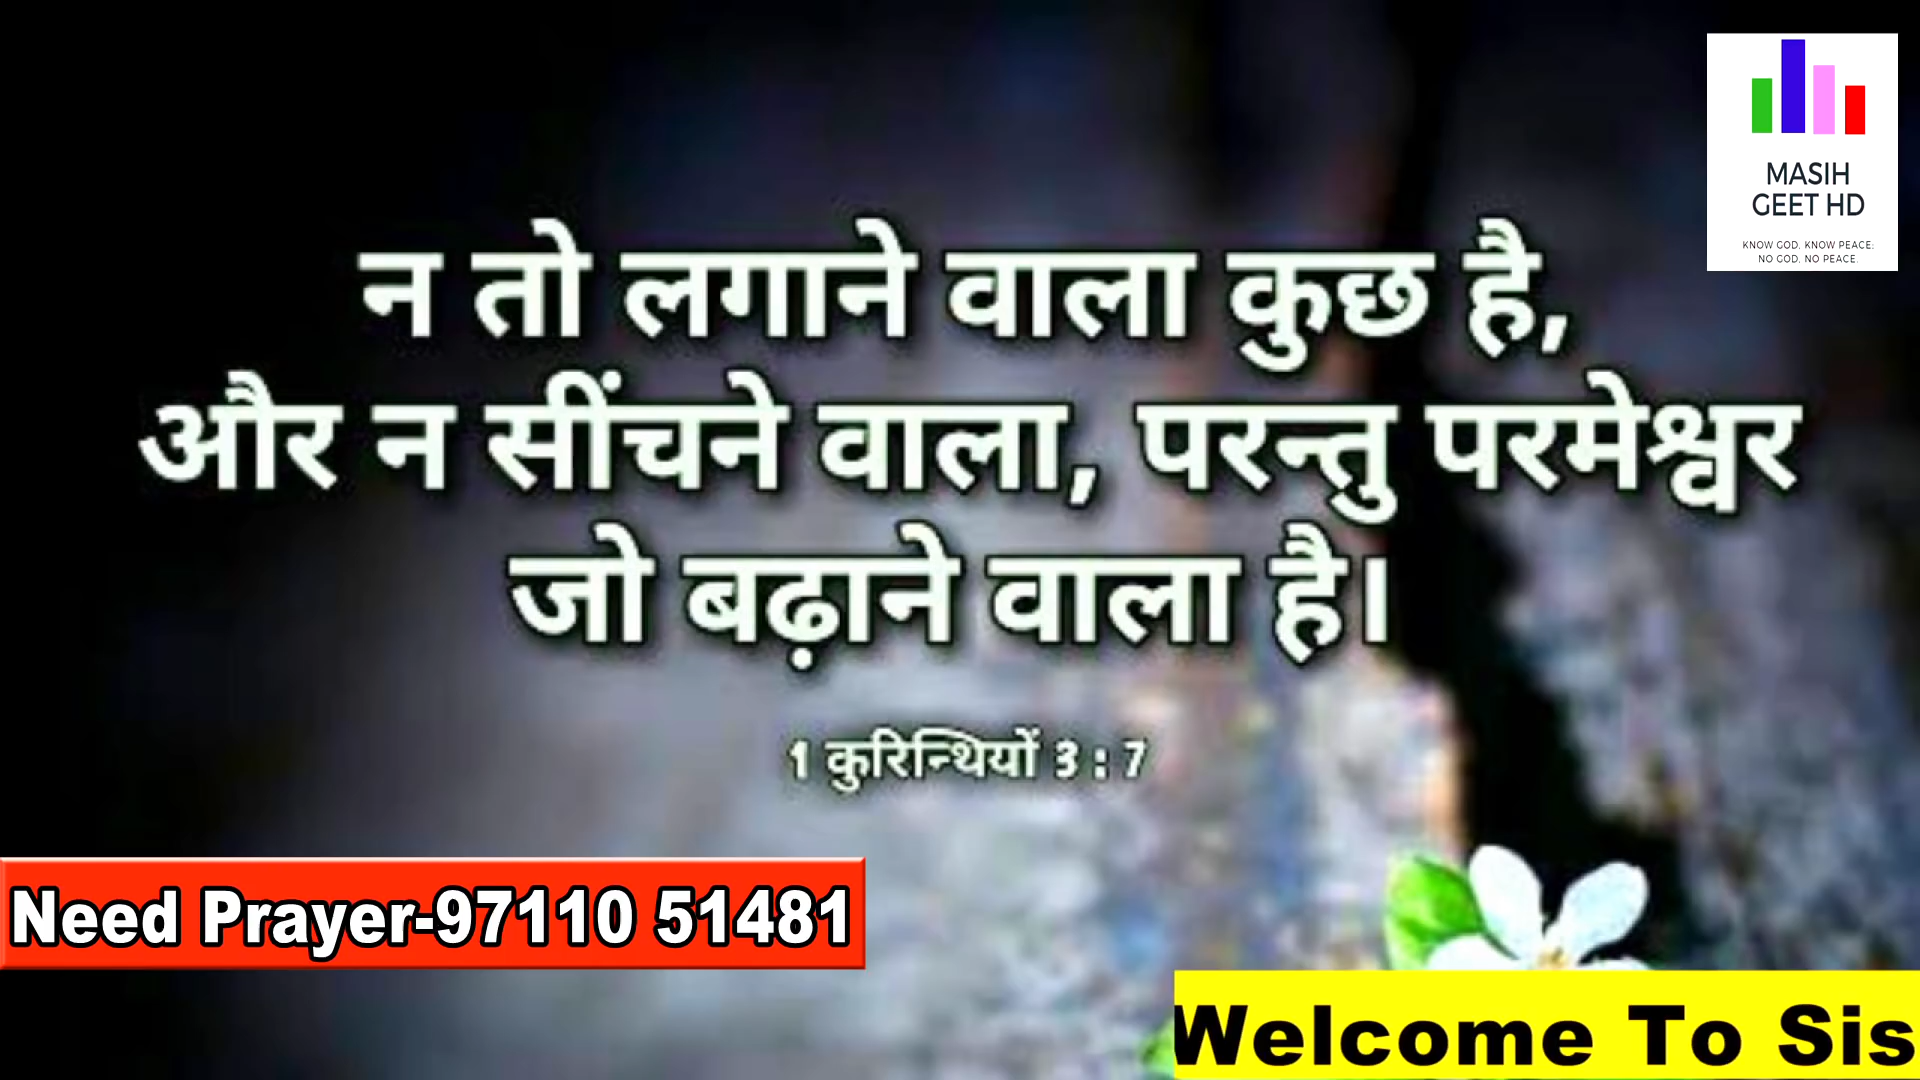 MASIH
GEET HD
KNOW GOD, KNOW PEACE;
NO GOD, NO PEACE.
न तो लगाने वाला कुछ है,
और न सींचने वाला, परन्तु परमेश्वर
जो बढ़ाने वाला है।
1 कुरिन्थियों 3 : 7
Need Prayer-97110 51481
Welcome To Sis